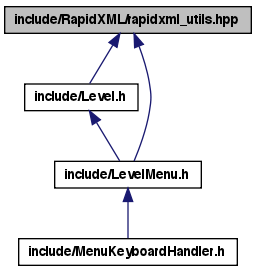 include/RapidXML/rapidxml_utils.hpp
include/Level.h
include/LevelMenu.h
include/MenuKeyboardHandler.h